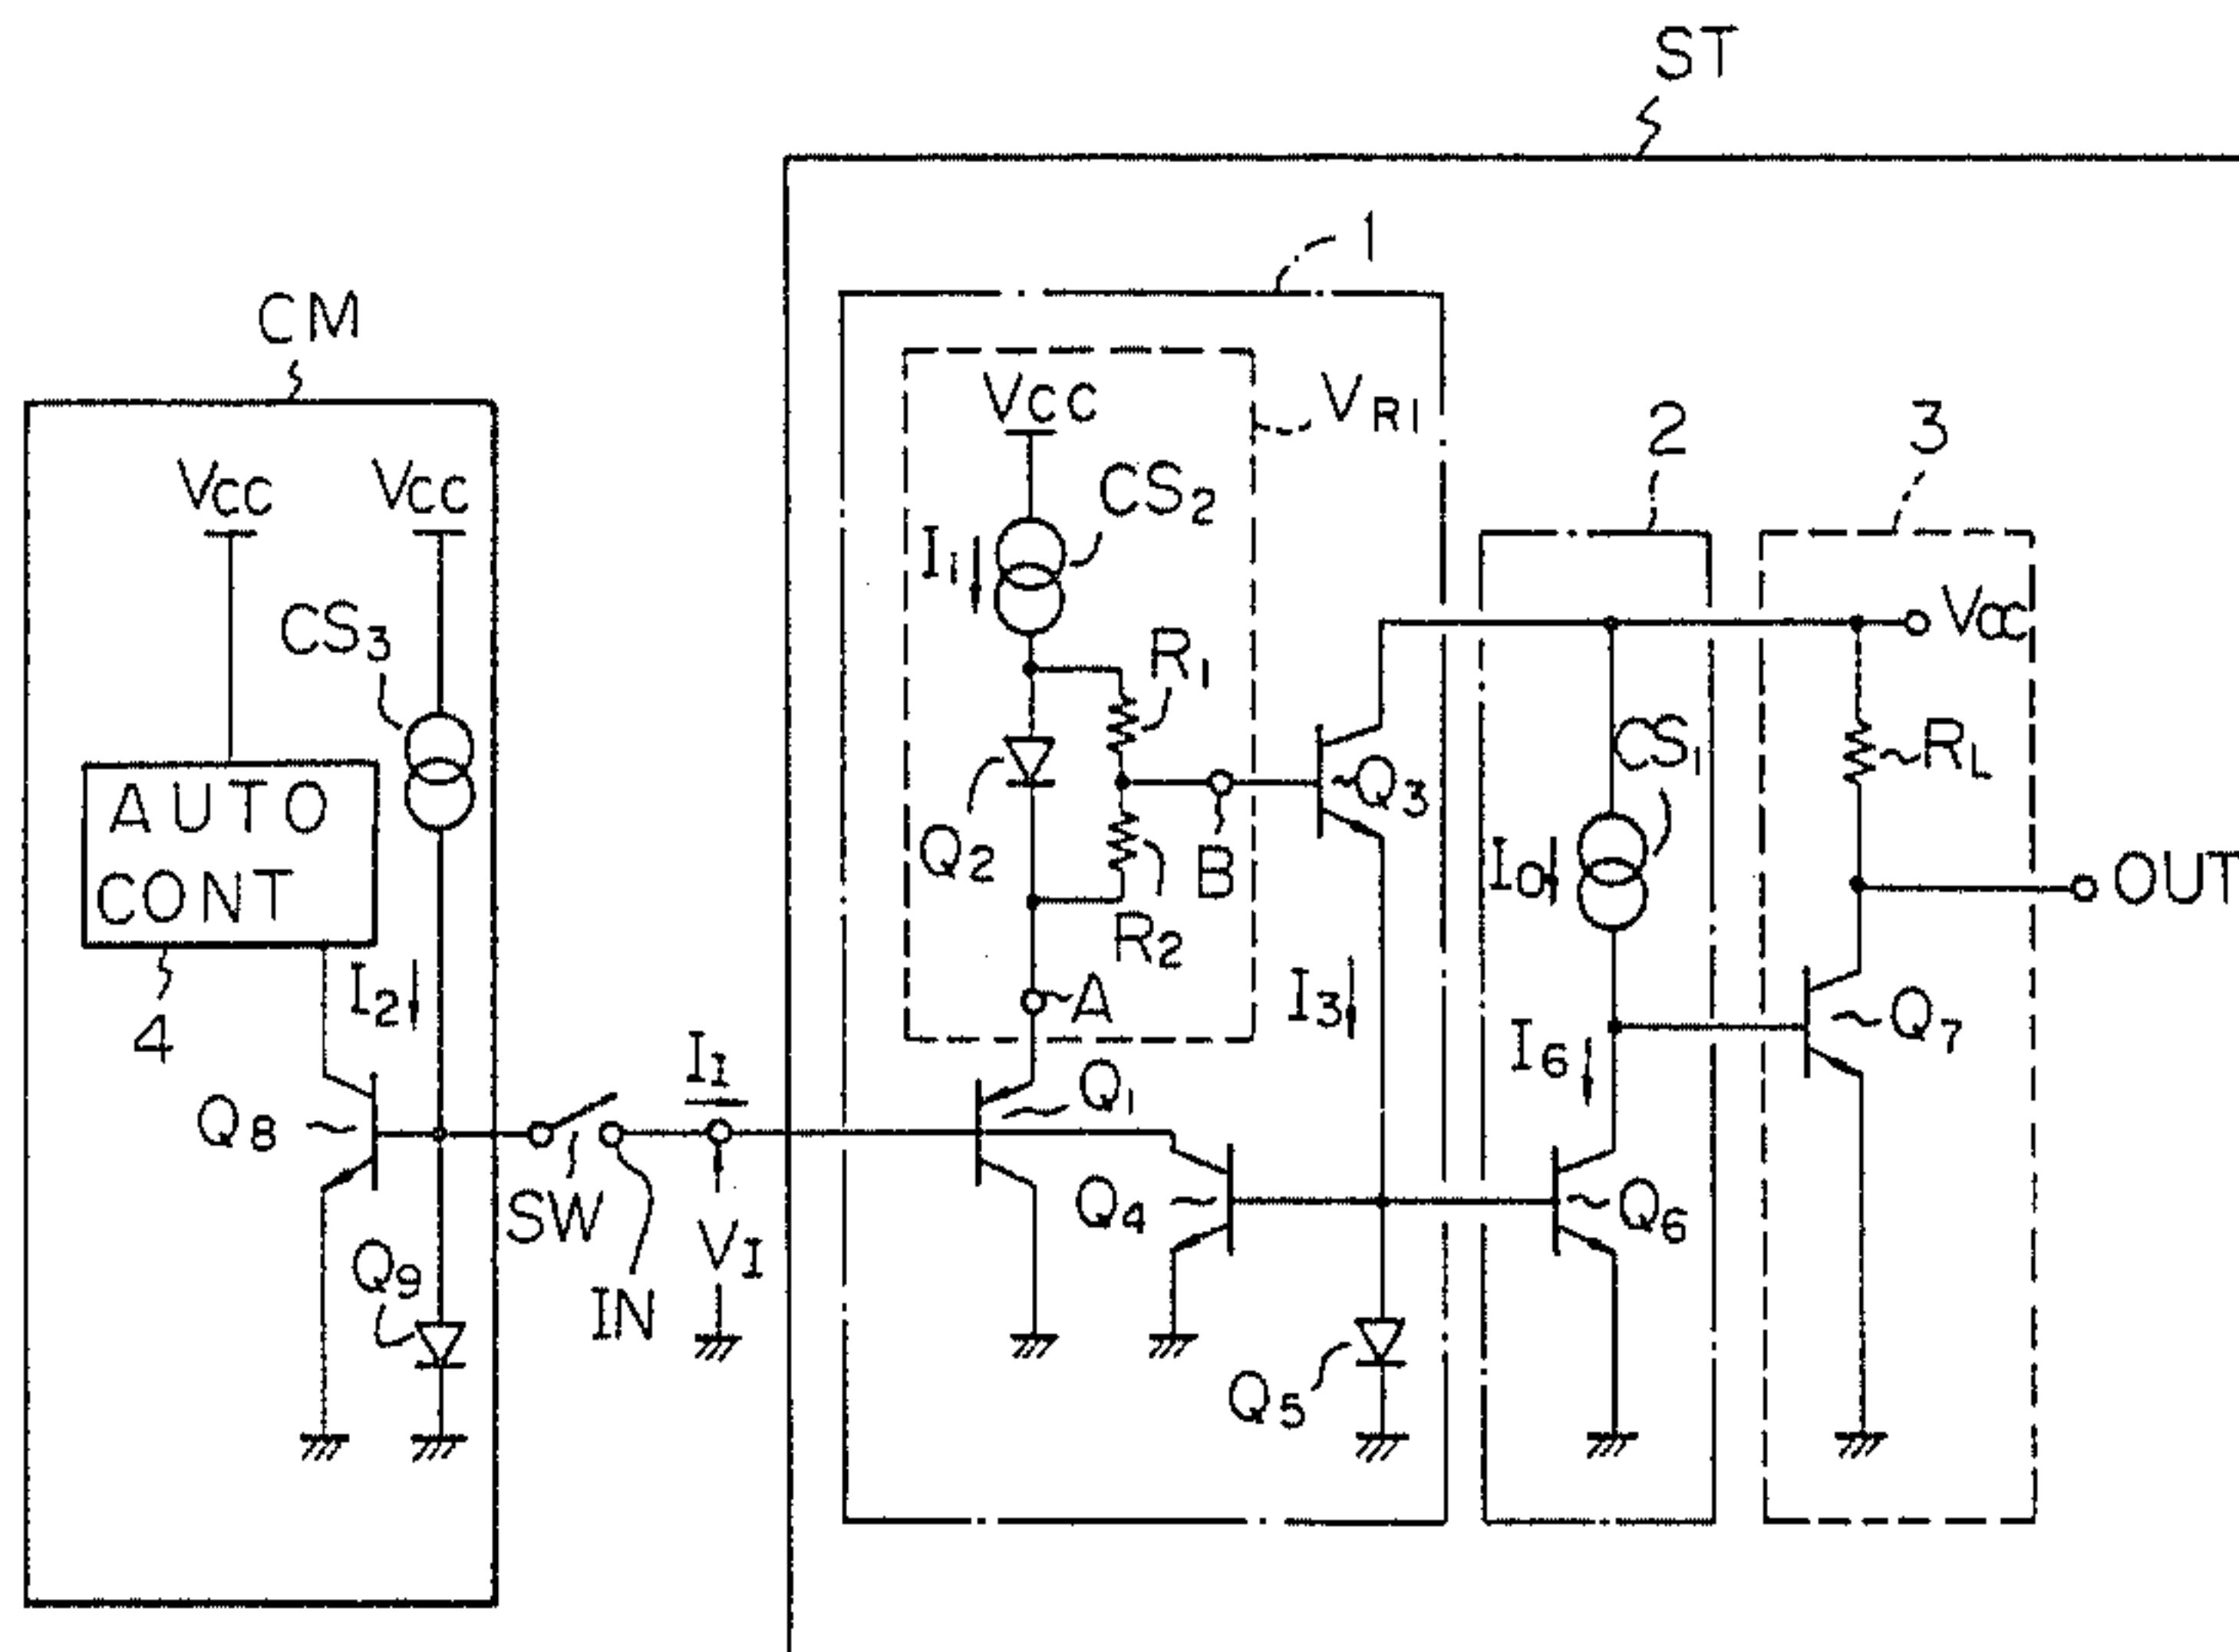 ST
1
CM
VCC
VR1
2
3
VCC
VCC
CS2
I1
CS3
R1
VCC
CS1
RL
Q3
AUTO
CONT
Q2
B
I0
OUT
R2
I2
A
I3
4
I6
Q7
II
Q1
Q8
SW
Q4
Q6
VI
Q9
IN
Q5